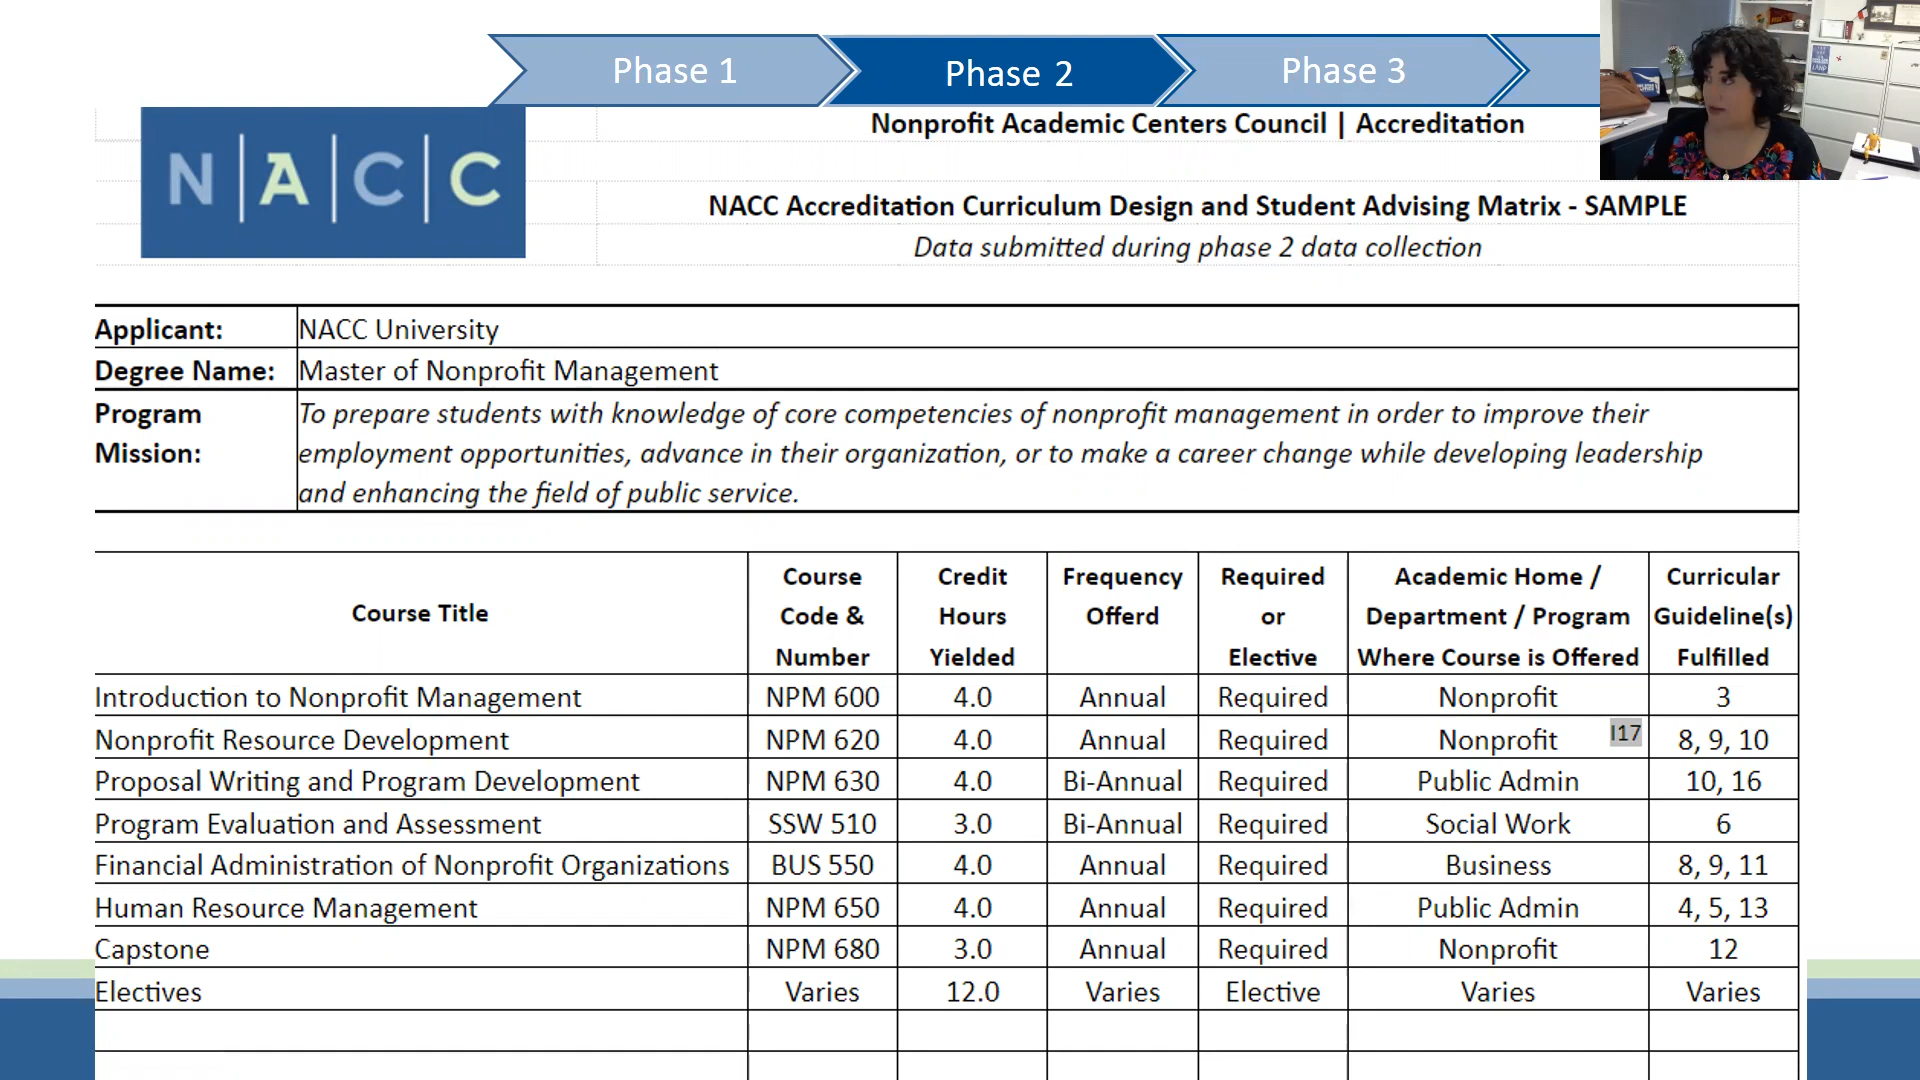 Phase 1
Phase 2
Phase 3
N|A|C|C
Nonprofit Academic Centers Council | Accreditation
NACC Accreditation Curriculum Design and Student Advising Matrix - SAMPLE
Data submitted during phase 2 data collection
Applicant: NACC University
Degree Name: Master of Nonprofit Management
Program Mission: To prepare students with knowledge of core competencies of nonprofit management in order to improve their
employment opportunities, advance in their organization, or to make a career change while developing leadership
and enhancing the field of public service.
Course Title Course Code & Number Credit Hours Yielded Frequency Offerd Required or Elective Academic Home / Department / Program Where Course is Offered Curricular Guideline(s) Fulfilled
Introduction to Nonprofit Management NPM 600 4.0 Annual Required Nonprofit 3
Nonprofit Resource Development NPM 620 4.0 Annual Required Nonprofit I17 8, 9, 10
Proposal Writing and Program Development NPM 630 4.0 Bi-Annual Required Public Admin 10, 16
Program Evaluation and Assessment SSW 510 3.0 Bi-Annual Required Social Work 6
Financial Administration of Nonprofit Organizations BUS 550 4.0 Annual Required Business 8, 9, 11
Human Resource Management NPM 650 4.0 Annual Required Public Admin 4, 5, 13
Capstone NPM 680 3.0 Annual Required Nonprofit 12
Electives Varies 12.0 Varies Elective Varies Varies